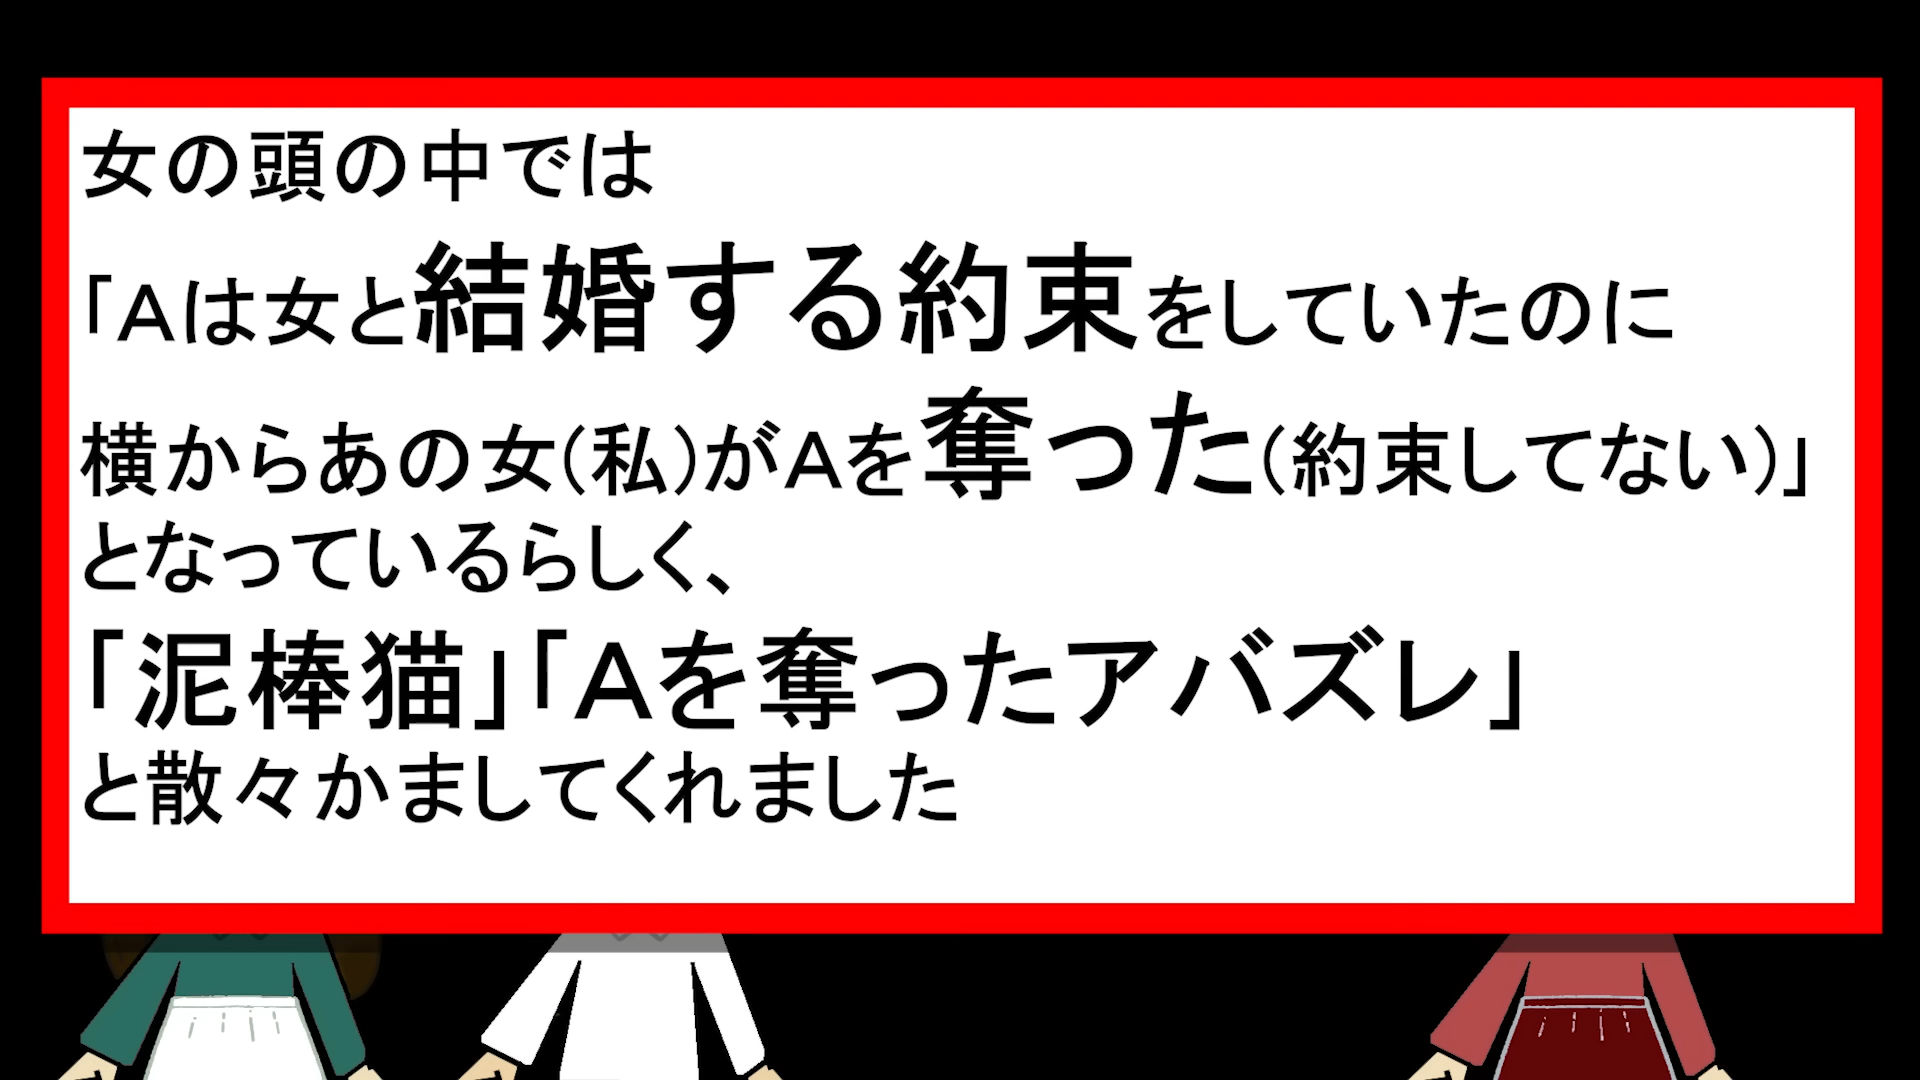 女の頭の中では
「Aは女と結婚する約束をしていたのに
横からあの女(私)がAを奪った(約束してない)」
となっているらしく、
「泥棒猫」「Aを奪ったアバズレ」
と散々かましてくれました